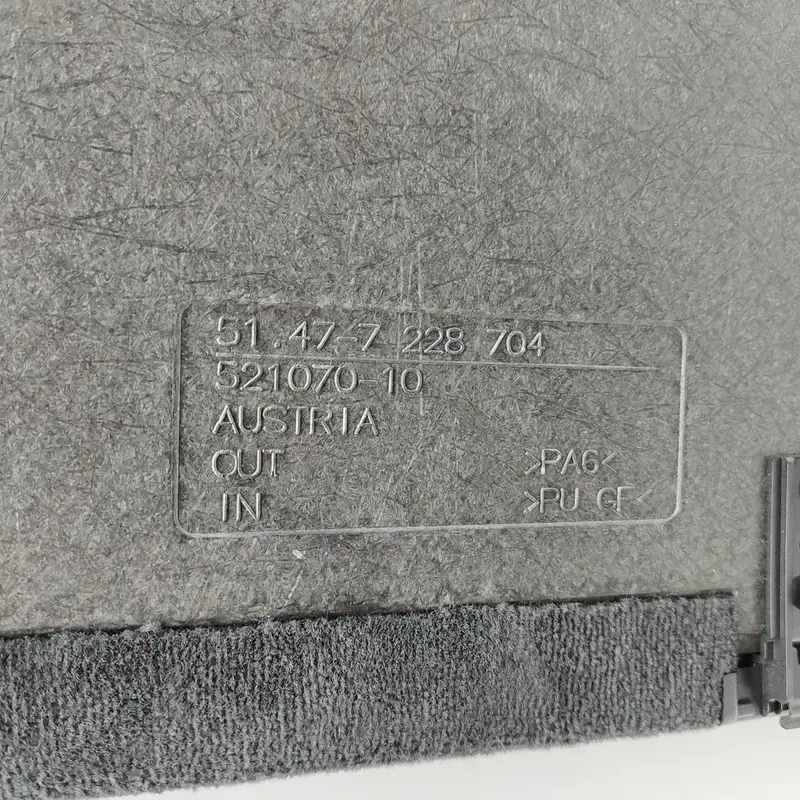 51.47-7 228 704
521070-10
AUSTRIA
OUT >PA6<
IN >PU GF<